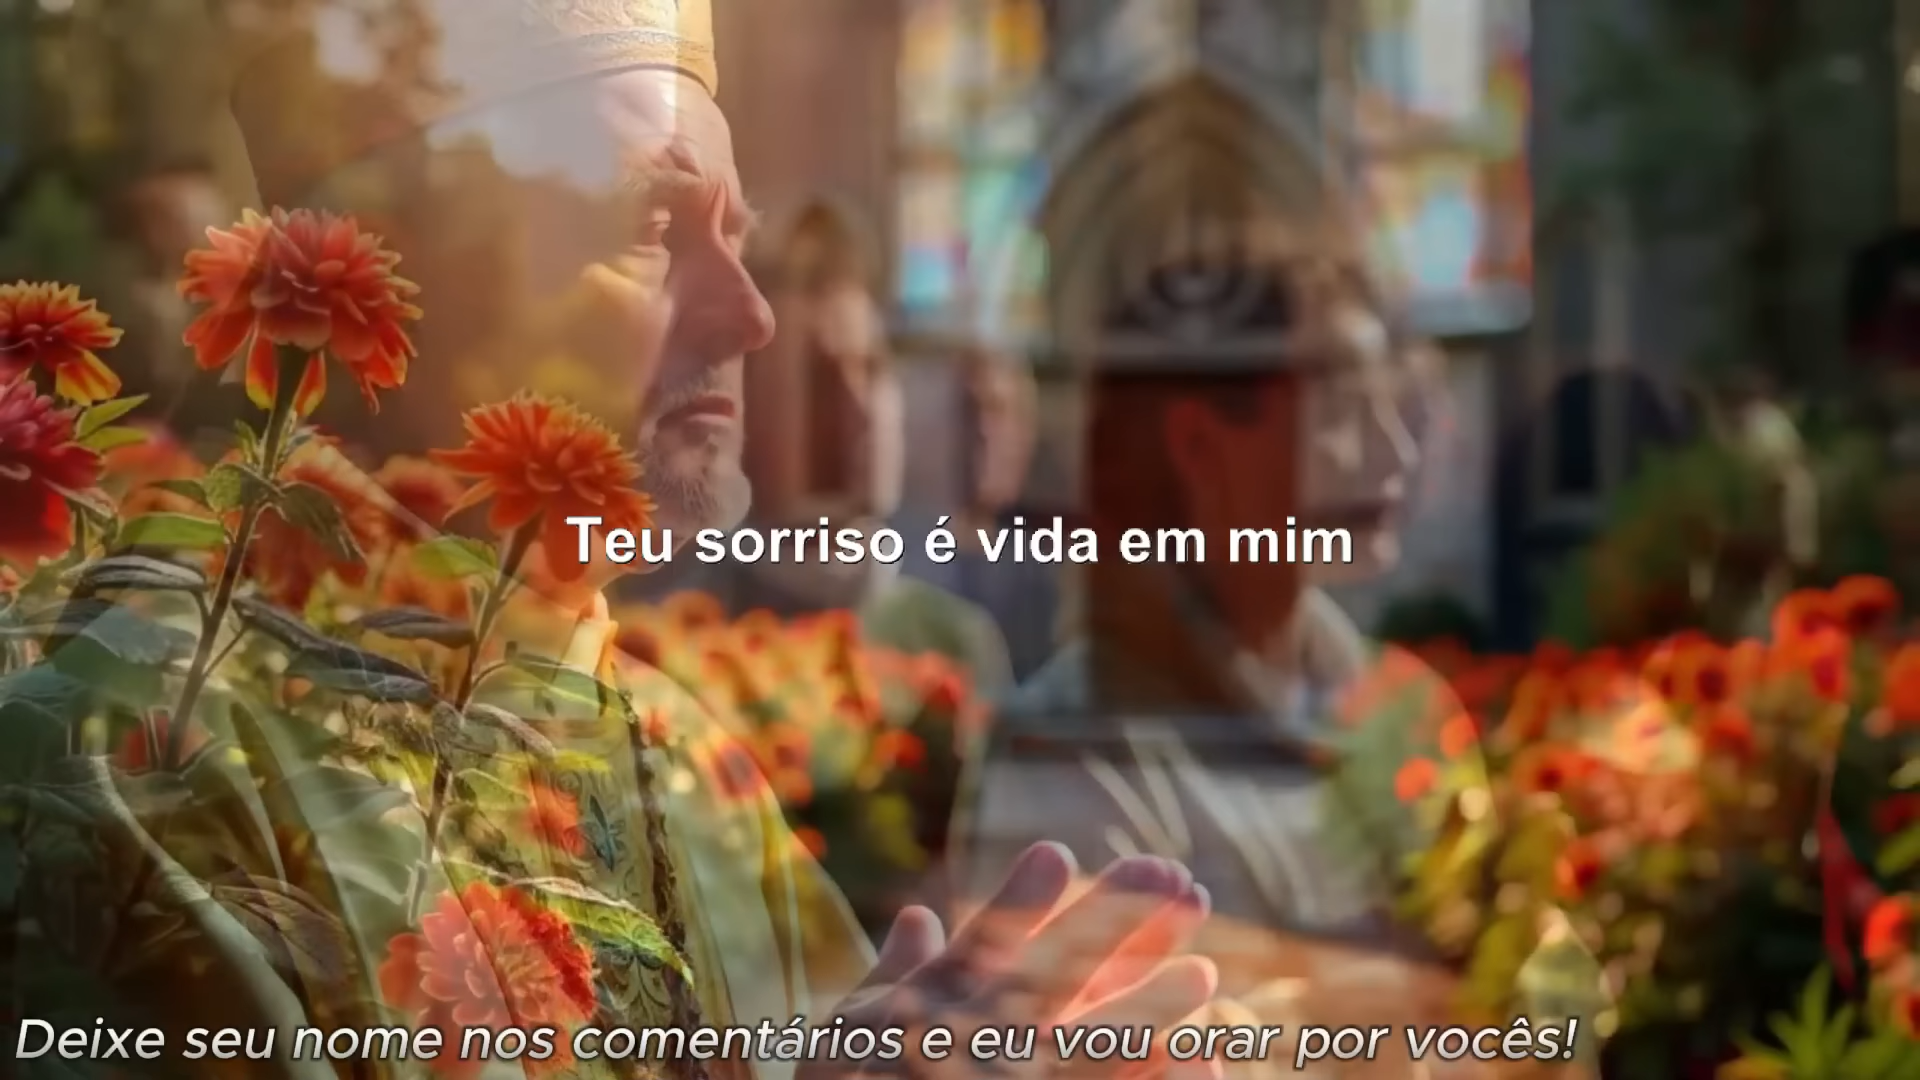 Teu sorriso é vida em mim
Deixe seu nome nos comentários e eu vou orar por vocês!